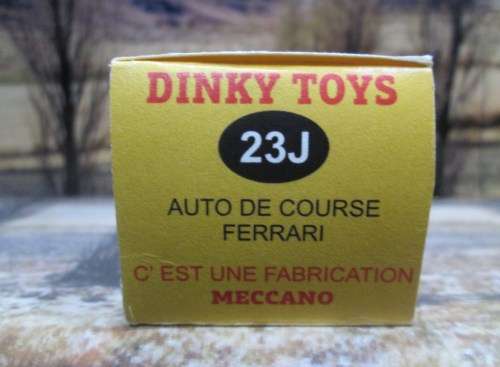 DINKY TOYS
23J
AUTO DE COURSE
FERRARI
C' EST UNE FABRICATION
MECCANO